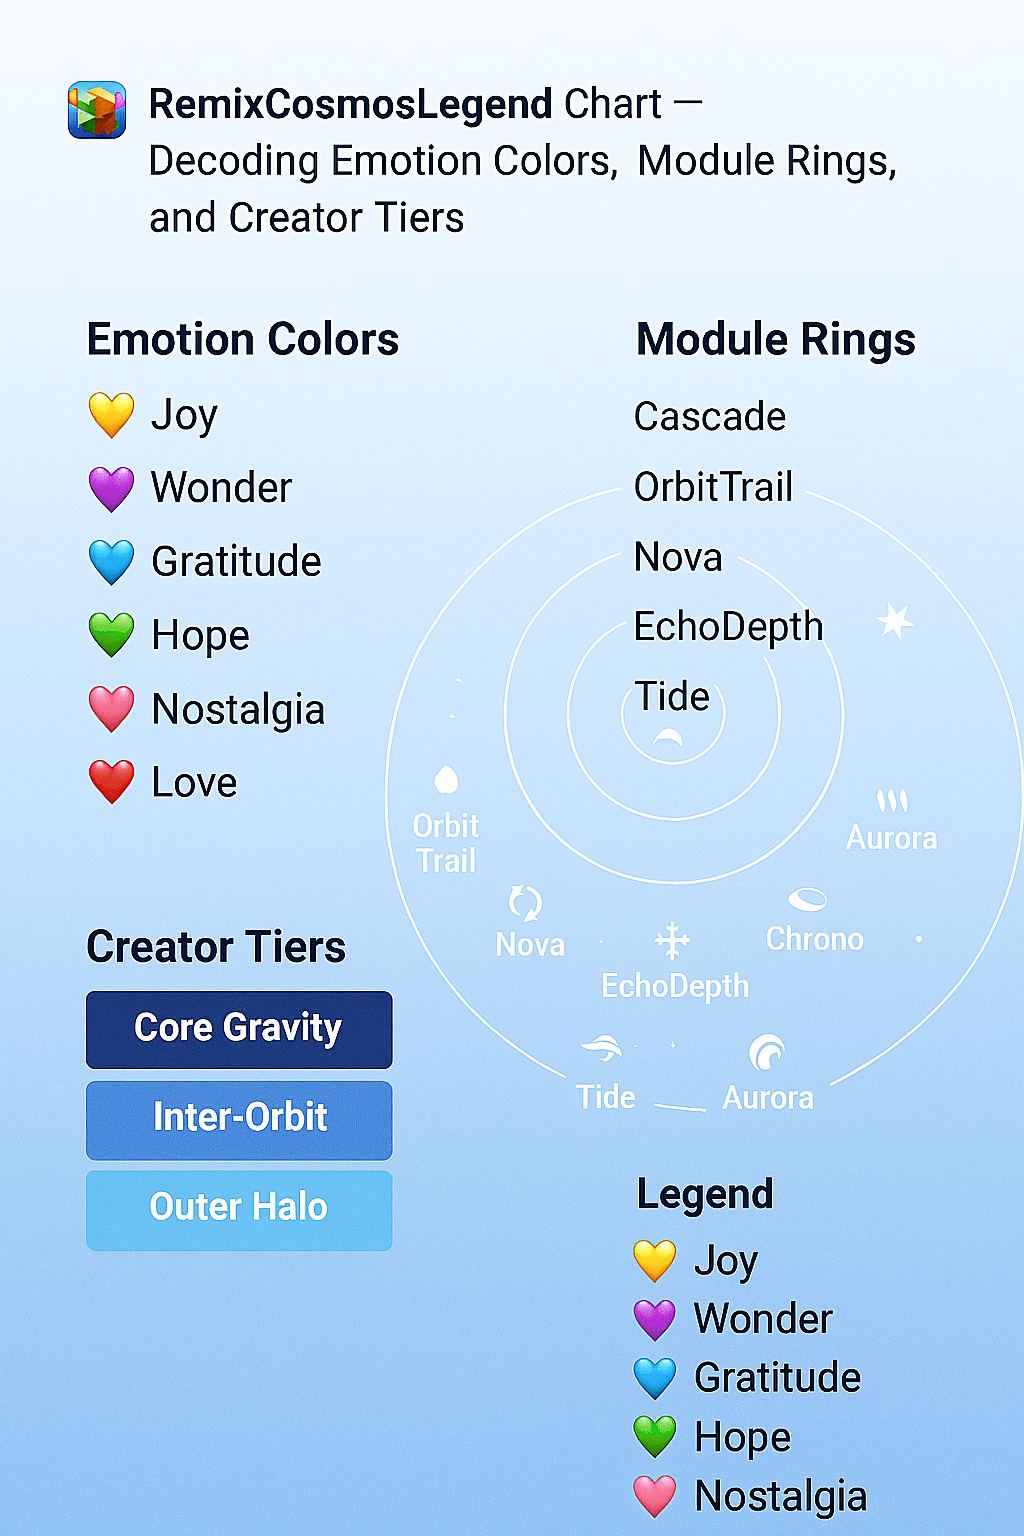 RemixCosmosLegend Chart —
Decoding Emotion Colors, Module Rings,
and Creator Tiers
Emotion Colors
Joy
Wonder
Gratitude
Hope
Nostalgia
Love
Module Rings
Cascade
OrbitTrail
Nova
EchoDepth
Tide
Orbit
Trail
Aurora
Nova
Chrono
EchoDepth
Tide
Aurora
Creator Tiers
Core Gravity
Inter-Orbit
Outer Halo
Legend
Joy
Wonder
Gratitude
Hope
Nostalgia